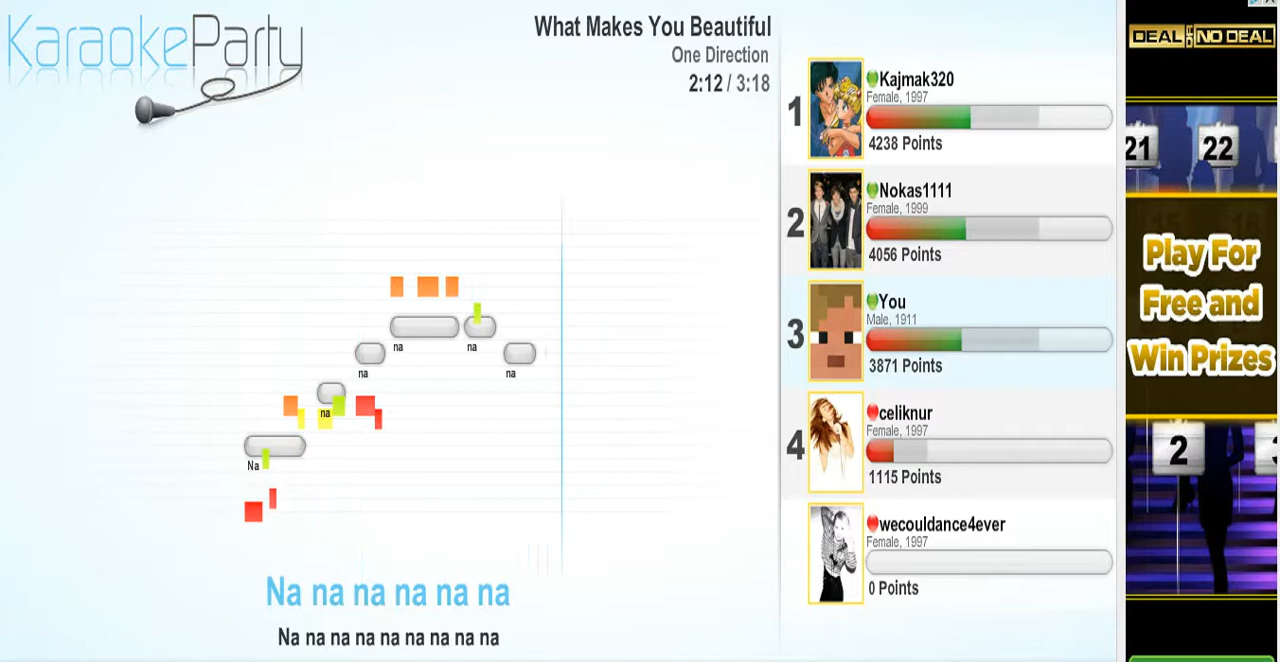 KaraokeParty
What Makes You Beautiful
One Direction
2:12 / 3:18
na
na
na
na
na
Na
Na na na na na na
Na na na na na na na na na
1
Kajmak320
Female, 1997
4238 Points
2
Nokas1111
Female, 1999
4056 Points
3
You
Male, 1911
3871 Points
4
celiknur
Female, 1997
1115 Points
wecouldance4ever
Female, 1997
0 Points
DEAL OR NO DEAL
21 22
Play For
Free and
Win Prizes
2